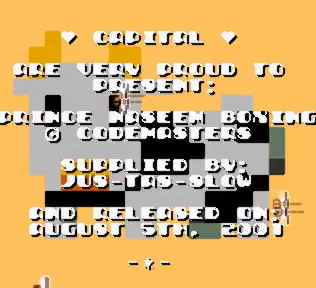 ♥ CAPITAL ♥
ARE VERY PROUD TO
PRESENT:
PRINCE NASEEM BOXING
@ CODEMASTERS
SUPPLIED BY:
JUS-TAS-SLOW
AND RELEASED ON:
AUGUST 5TH, 2001